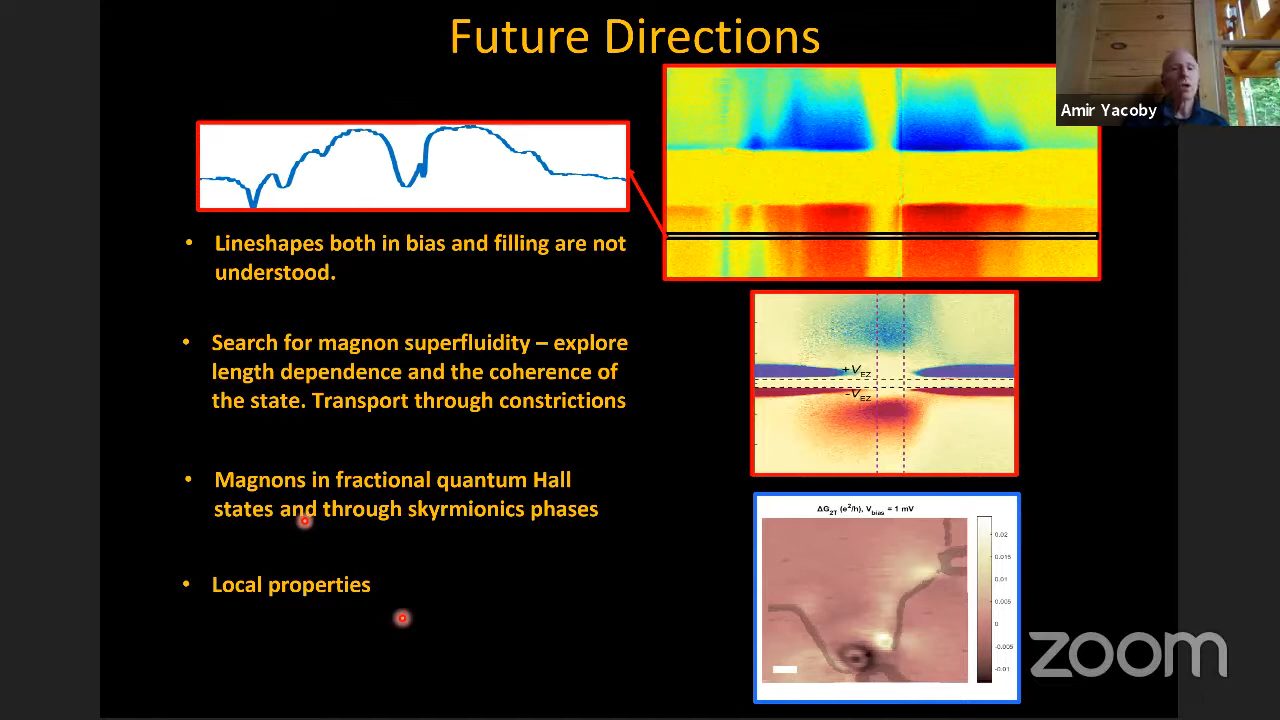 Future Directions
Amir Yacoby
• Lineshapes both in bias and filling are not
understood.
• Search for magnon superfluidity – explore
length dependence and the coherence of
the state. Transport through constrictions
+V_EZ
-V_EZ
• Magnons in fractional quantum Hall
states and through skyrmionics phases
• Local properties
ΔG_2T (e²/h), V_bias = 1 mV
0.02
0.015
0.01
0.005
0
-0.005
-0.01
zoom